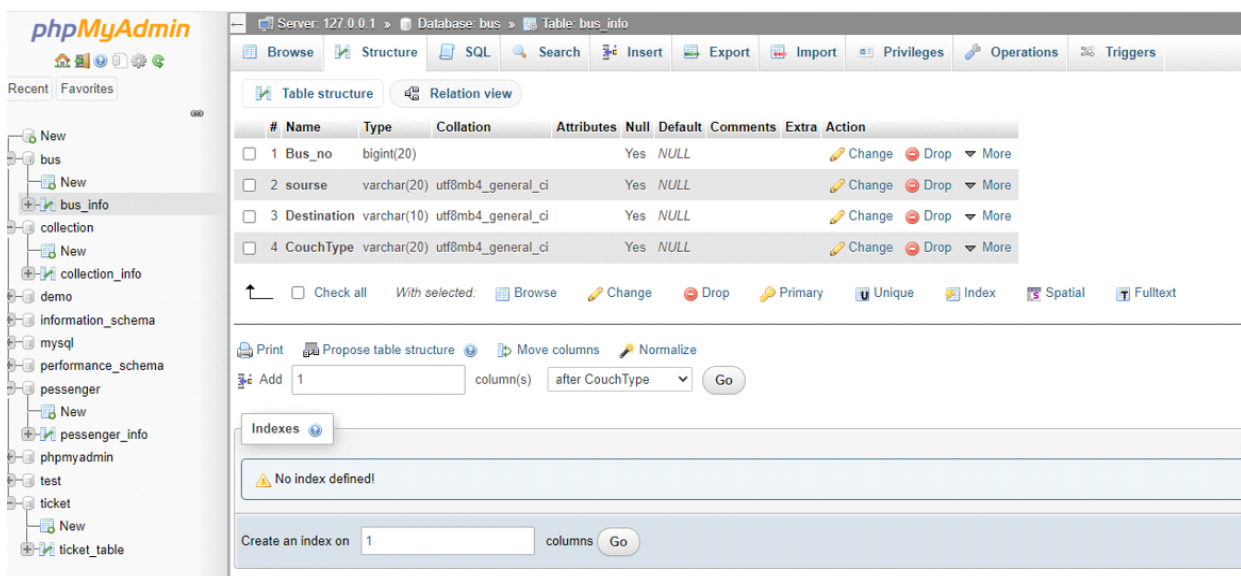 phpMyAdmin
Recent Favorites
New
bus
New
bus_info
collection
New
collection_info
demo
information_schema
mysql
performance_schema
pessenger
New
pessenger_info
phpmyadmin
test
ticket
New
ticket_table
Server: 127.0.0.1 » Database: bus » Table: bus_info
Browse Structure SQL Search Insert Export Import Privileges Operations Triggers
Table structure Relation view
# Name Type Collation Attributes Null Default Comments Extra Action
1 Bus_no bigint(20) Yes NULL Change Drop More
2 sourse varchar(20) utf8mb4_general_ci Yes NULL Change Drop More
3 Destination varchar(10) utf8mb4_general_ci Yes NULL Change Drop More
4 CouchType varchar(20) utf8mb4_general_ci Yes NULL Change Drop More
Check all With selected: Browse Change Drop Primary Unique Index Spatial Fulltext
Print Propose table structure Move columns Normalize
Add 1 column(s) after CouchType Go
Indexes
No index defined!
Create an index on 1 columns Go